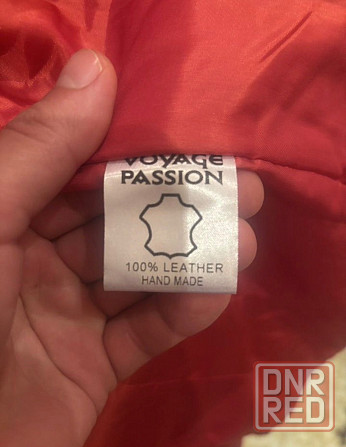 VOYAGE
PASSION
100% LEATHER
HAND MADE
DNR
RED